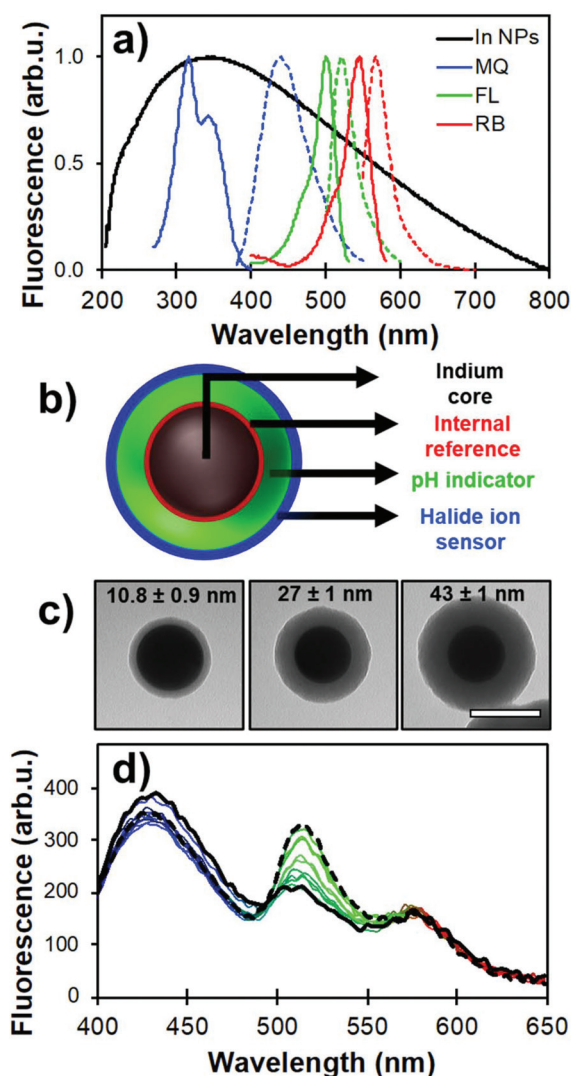 a)
Fluorescence (arb.u.)
1.0
0.5
0.0
200 300 400 500 600 700 800
Wavelength (nm)
In NPs
MQ
FL
RB
b)
Indium
core
Internal
reference
pH indicator
Halide ion
sensor
c)
10.8 ± 0.9 nm
27 ± 1 nm
43 ± 1 nm
d)
Fluorescence (arb.u.)
400
300
200
100
0
400 450 500 550 600 650
Wavelength (nm)